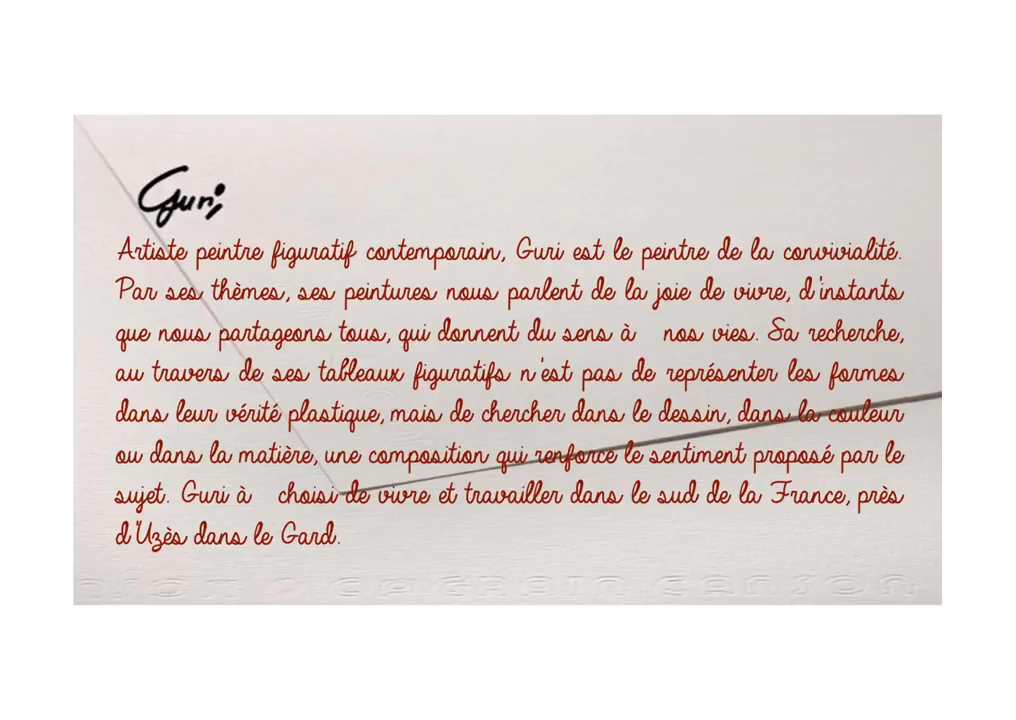 Guri
Artiste peintre figuratif contemporain, Guri est le peintre de la convivialité.
Par ses thèmes, ses peintures nous parlent de la joie de vivre, d'instants
que nous partageons tous, qui donnent du sens à nos vies. Sa recherche,
au travers de ses tableaux figuratifs n'est pas de représenter les formes
dans leur vérité plastique, mais de chercher dans le dessin, dans la couleur
ou dans la matière, une composition qui renforce le sentiment proposé par le
sujet. Guri à choisi de vivre et travailler dans le sud de la France, près
d'Uzès dans le Gard.
GRAIN CANSON